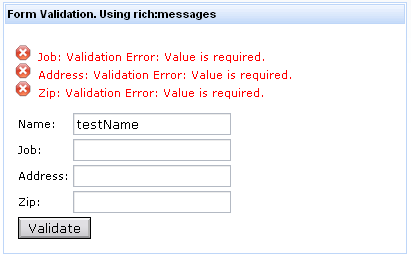 Form Validation. Using rich:messages
Job: Validation Error: Value is required.
Address: Validation Error: Value is required.
Zip: Validation Error: Value is required.
Name: testName
Job:
Address:
Zip:
Validate